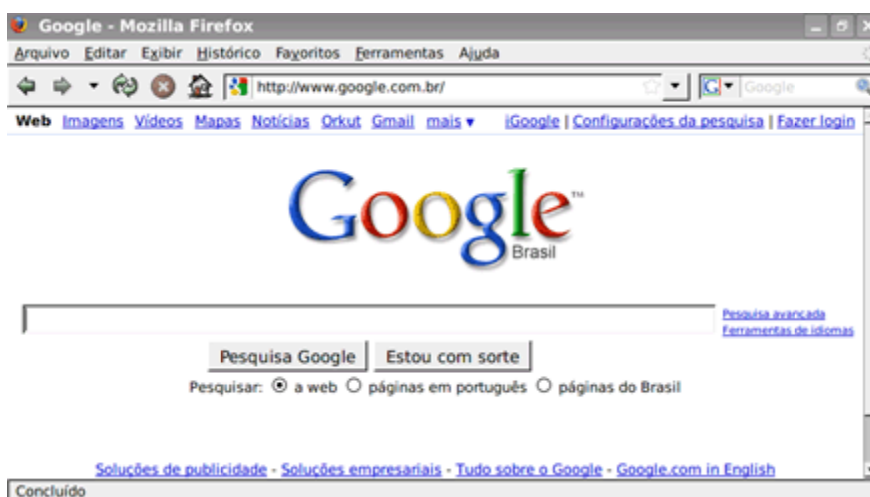 Google - Mozilla Firefox
Arquivo Editar Exibir Histórico Favoritos Ferramentas Ajuda
http://www.google.com.br/ Google
Web Imagens Vídeos Mapas Notícias Orkut Gmail mais ▼ iGoogle | Configurações da pesquisa | Fazer login
Google™
Brasil
Pesquisa avançada
Ferramentas de idiomas
Pesquisa Google Estou com sorte
Pesquisar: a web páginas em português páginas do Brasil
Soluções de publicidade - Soluções empresariais - Tudo sobre o Google - Google.com in English
Concluído